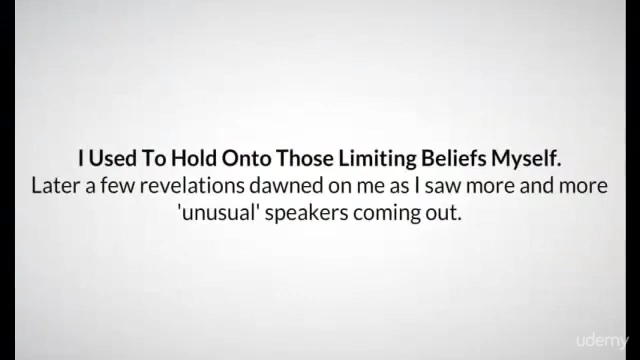 I Used To Hold Onto Those Limiting Beliefs Myself.
Later a few revelations dawned on me as I saw more and more
'unusual' speakers coming out.
udemy